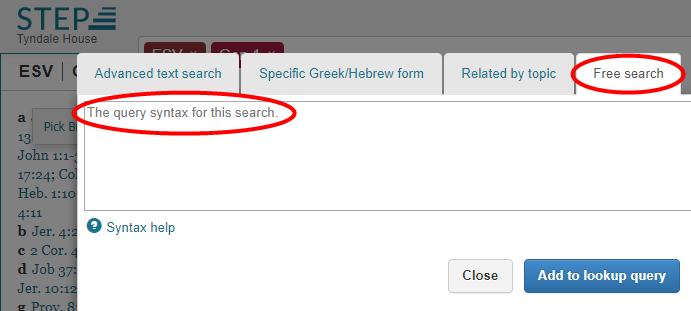 STEP
Tyndale House
ESV ×
Gen 1 ×
ESV
Advanced text search
Specific Greek/Hebrew form
Related by topic
Free search
The query syntax for this search.
a
Pick B
13
John 1:1-3
17:24; Col
Heb. 1:10
4:11
b Jer. 4:2
c 2 Cor. 4
d Job 37:
Jer. 10:12
g Prov. 8
? Syntax help
Close
Add to lookup query